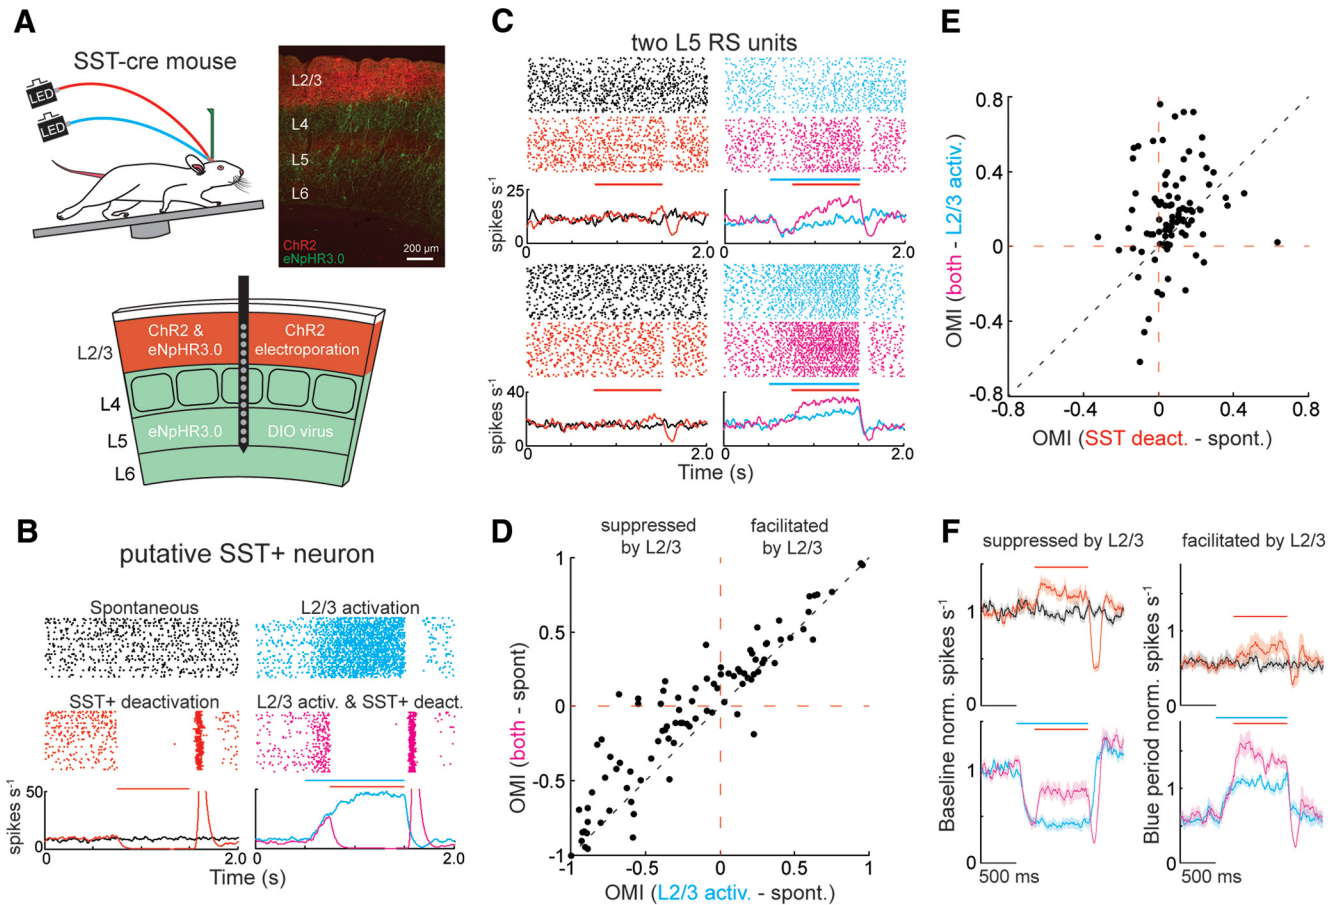 A
SST-cre mouse
LED
LED
L2/3
L4
L5
L6
ChR2
eNpHR3.0
200 µm
ChR2 &
eNpHR3.0
ChR2
electroporation
L2/3
L4
L5
eNpHR3.0
DIO virus
L6
B
putative SST+ neuron
Spontaneous
L2/3 activation
SST+ deactivation
L2/3 activ. & SST+ deact.
spikes s-1
50
0
0
2.0
0
2.0
Time (s)
C
two L5 RS units
spikes s-1
25
0
0
2.0
0
2.0
spikes s-1
40
0
0
2.0
0
2.0
Time (s)
D
suppressed
by L2/3
facilitated
by L2/3
OMI (both - spont)
1
0.5
0
-0.5
-1
-1
-0.5
0
0.5
1
OMI (L2/3 activ. - spont.)
E
OMI (both - L2/3 activ.)
0.8
0.4
0
-0.4
-0.8
-0.8
-0.4
0
0.4
0.8
OMI (SST deact. - spont.)
F
suppressed by L2/3
facilitated by L2/3
Baseline norm. spikes s-1
1
0
1
0
500 ms
Blue period norm. spikes s-1
1
0
1
0
500 ms